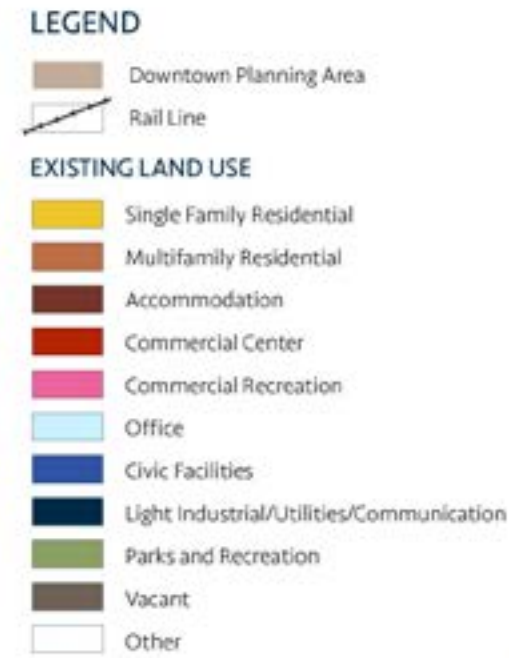 LEGEND
Downtown Planning Area
Rail Line
EXISTING LAND USE
Single Family Residential
Multifamily Residential
Accommodation
Commercial Center
Commercial Recreation
Office
Civic Facilities
Light Industrial/Utilities/Communication
Parks and Recreation
Vacant
Other